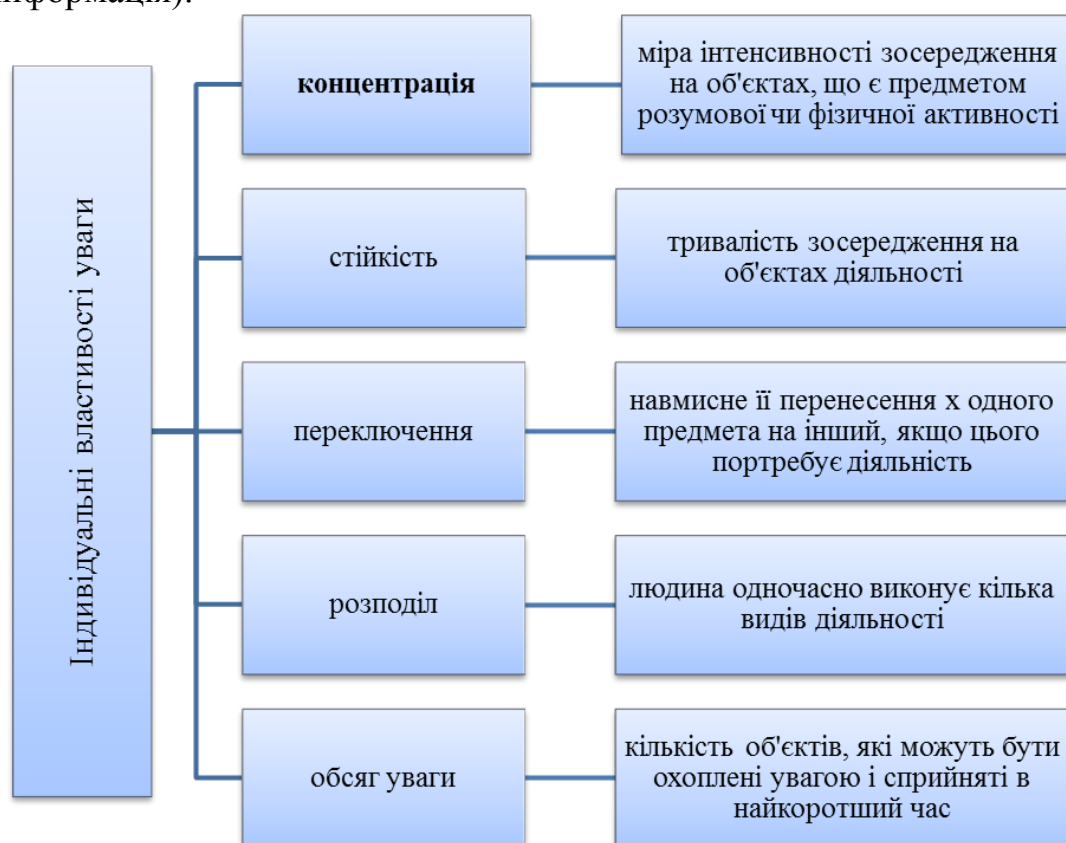 інформація).
Індивідуальні властивості уваги
концентрація
міра інтенсивності зосередження
на об'єктах, що є предметом
розумової чи фізичної активності
стійкість
тривалість зосередження на
об'єктах діяльності
переключення
навмисне її перенесення х одного
предмета на інший, якщо цього
портребує діяльність
розподіл
людина одночасно виконує кілька
видів діяльності
обсяг уваги
кількість об'єктів, які можуть бути
охоплені увагою і сприйняті в
найкоротший час